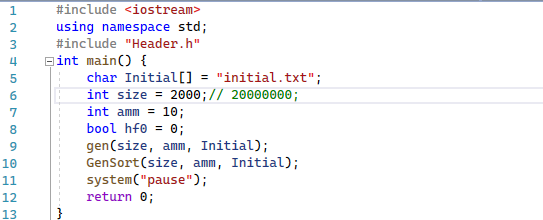 1 #include <iostream>
2 using namespace std;
3 #include "Header.h"
4 int main() {
5 char Initial[] = "initial.txt";
6 int size = 2000;// 20000000;
7 int amm = 10;
8 bool hf0 = 0;
9 gen(size, amm, Initial);
10 GenSort(size, amm, Initial);
11 system("pause");
12 return 0;
13 }